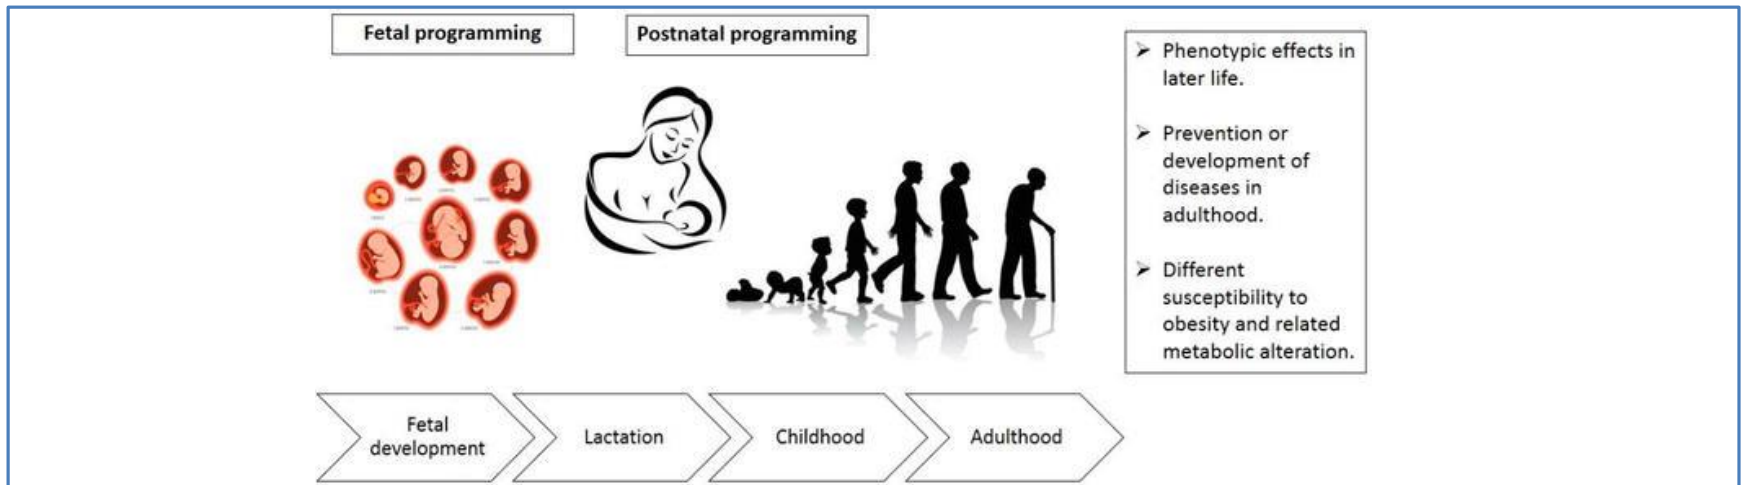 Fetal programming
Postnatal programming
➢ Phenotypic effects in
later life.
➢ Prevention or
development of
diseases in
adulthood.
➢ Different
susceptibility to
obesity and related
metabolic alteration.
Fetal
development
Lactation
Childhood
Adulthood